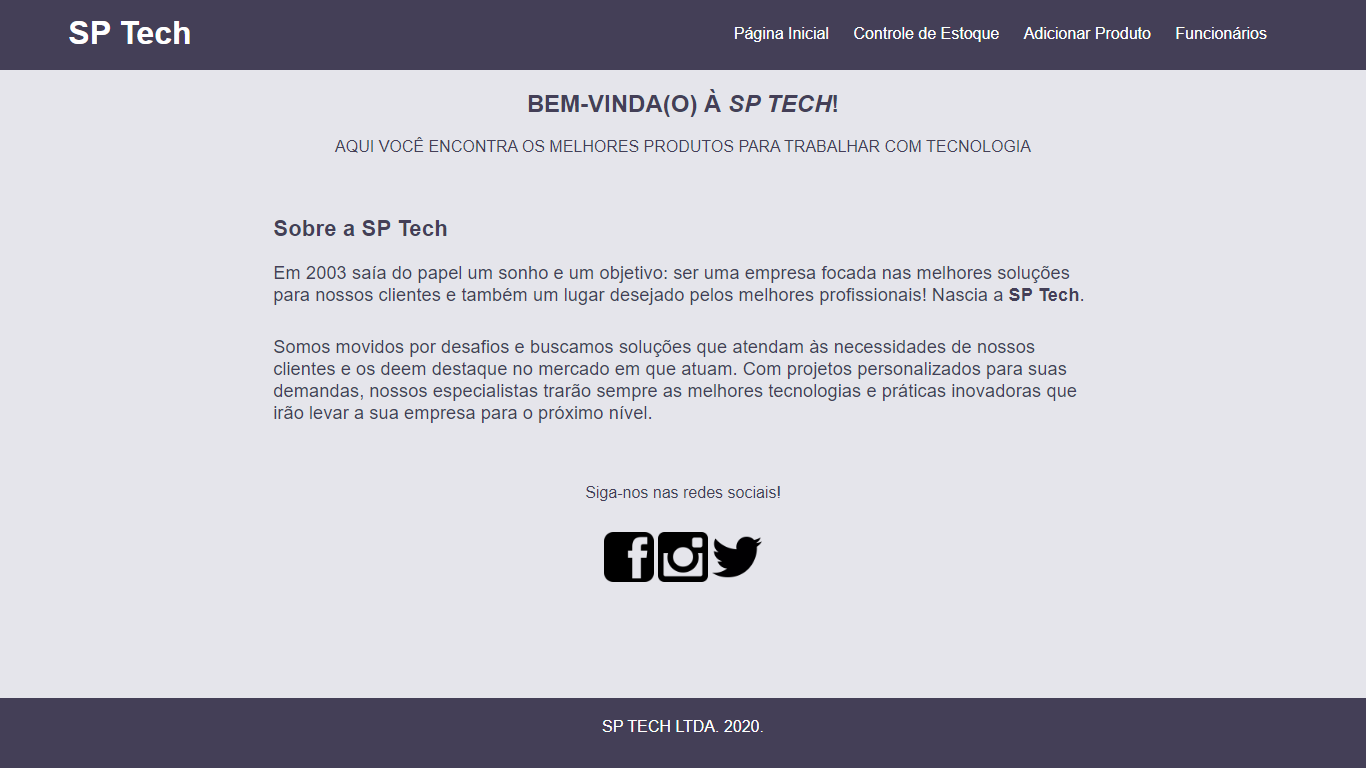 SP Tech
Página Inicial Controle de Estoque Adicionar Produto Funcionários
BEM-VINDA(O) À SP TECH!
AQUI VOCÊ ENCONTRA OS MELHORES PRODUTOS PARA TRABALHAR COM TECNOLOGIA
Sobre a SP Tech
Em 2003 saía do papel um sonho e um objetivo: ser uma empresa focada nas melhores soluções
para nossos clientes e também um lugar desejado pelos melhores profissionais! Nascia a SP Tech.
Somos movidos por desafios e buscamos soluções que atendam às necessidades de nossos
clientes e os deem destaque no mercado em que atuam. Com projetos personalizados para suas
demandas, nossos especialistas trarão sempre as melhores tecnologias e práticas inovadoras que
irão levar a sua empresa para o próximo nível.
Siga-nos nas redes sociais!
SP TECH LTDA. 2020.